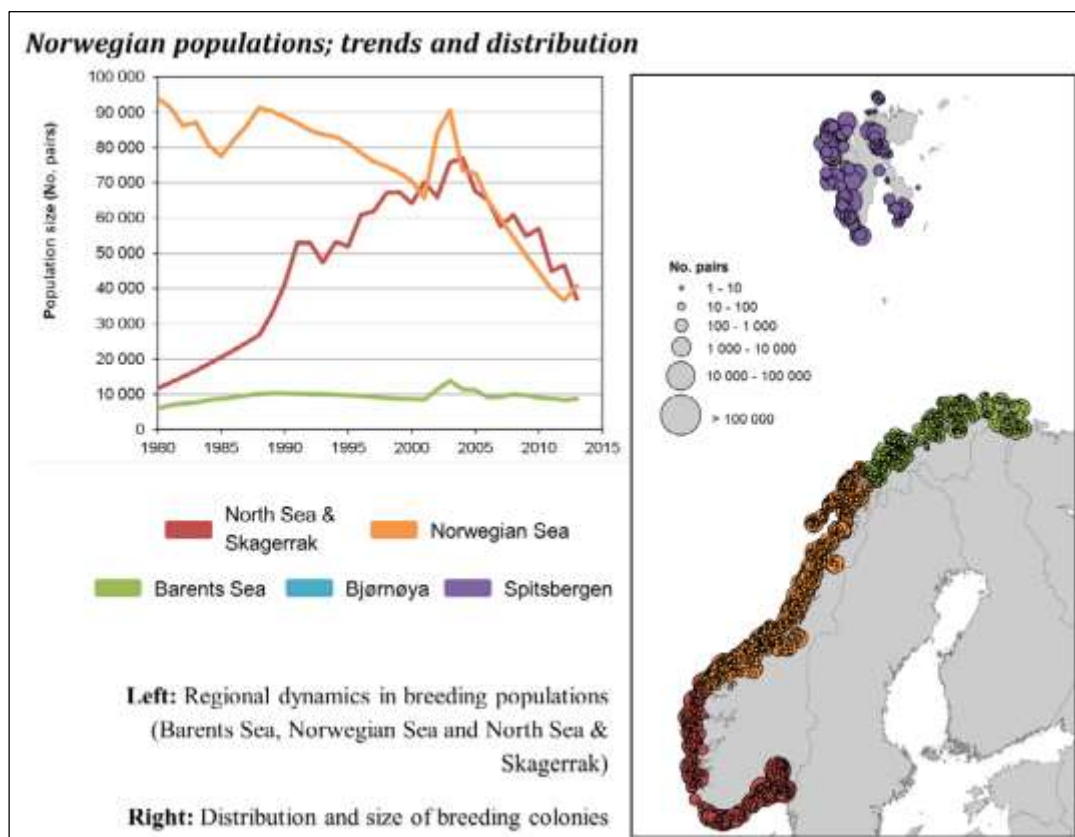 Norwegian populations; trends and distribution
Population size (No. pairs)
100 000
90 000
80 000
70 000
60 000
50 000
40 000
30 000
20 000
10 000
0
1980 1985 1990 1995 2000 2005 2010 2015
North Sea & Skagerrak
Norwegian Sea
Barents Sea
Bjørnøya
Spitsbergen
Left: Regional dynamics in breeding populations
(Barents Sea, Norwegian Sea and North Sea &
Skagerrak)
Right: Distribution and size of breeding colonies
No. pairs
1 - 10
10 - 100
100 - 1 000
1 000 - 10 000
10 000 - 100 000
> 100 000